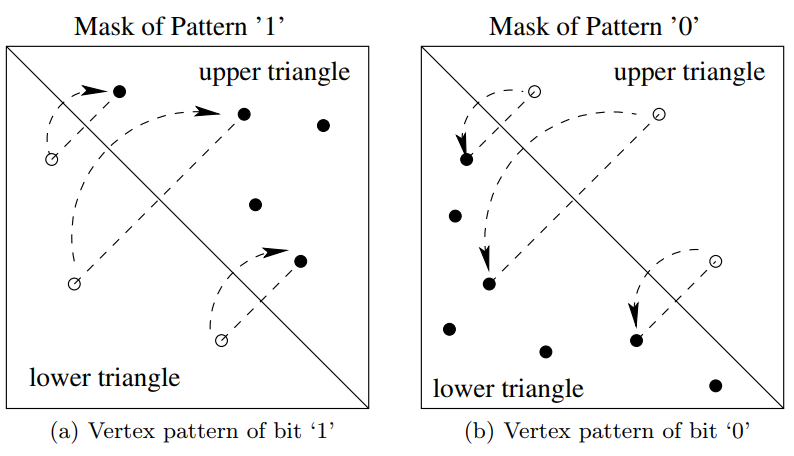 Mask of Pattern ’1’
upper triangle
lower triangle
(a) Vertex pattern of bit ‘1’
Mask of Pattern ’0’
upper triangle
lower triangle
(b) Vertex pattern of bit ‘0’